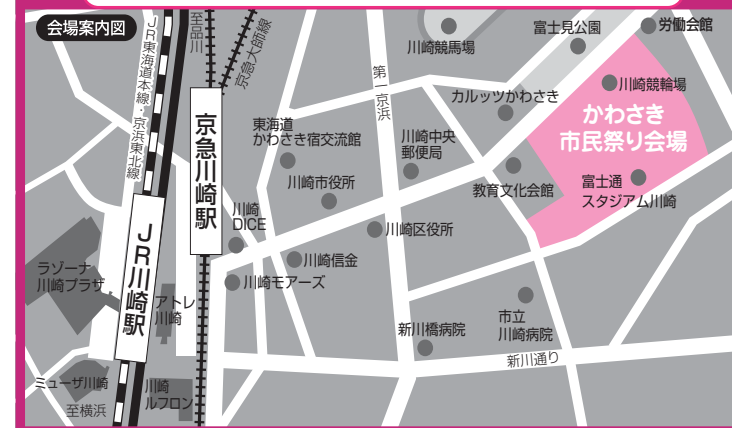 会場案内図
JR東海道本線・京浜東北線
至品川
京急大師線
川崎競馬場
富士見公園
労働会館
第一京浜
カルッツかわさき
川崎競輪場
かわさき
市民祭り会場
京急川崎駅
東海道
かわさき宿交流館
川崎中央
郵便局
川崎市役所
教育文化会館
富士通
スタジアム川崎
川崎
DICE
川崎区役所
JR川崎駅
川崎信金
川崎モアーズ
ラゾーナ
川崎プラザ
アトレ
川崎
市立
川崎病院
新川橋病院
新川通り
ミューザ川崎
川崎
ルフロン
至横浜